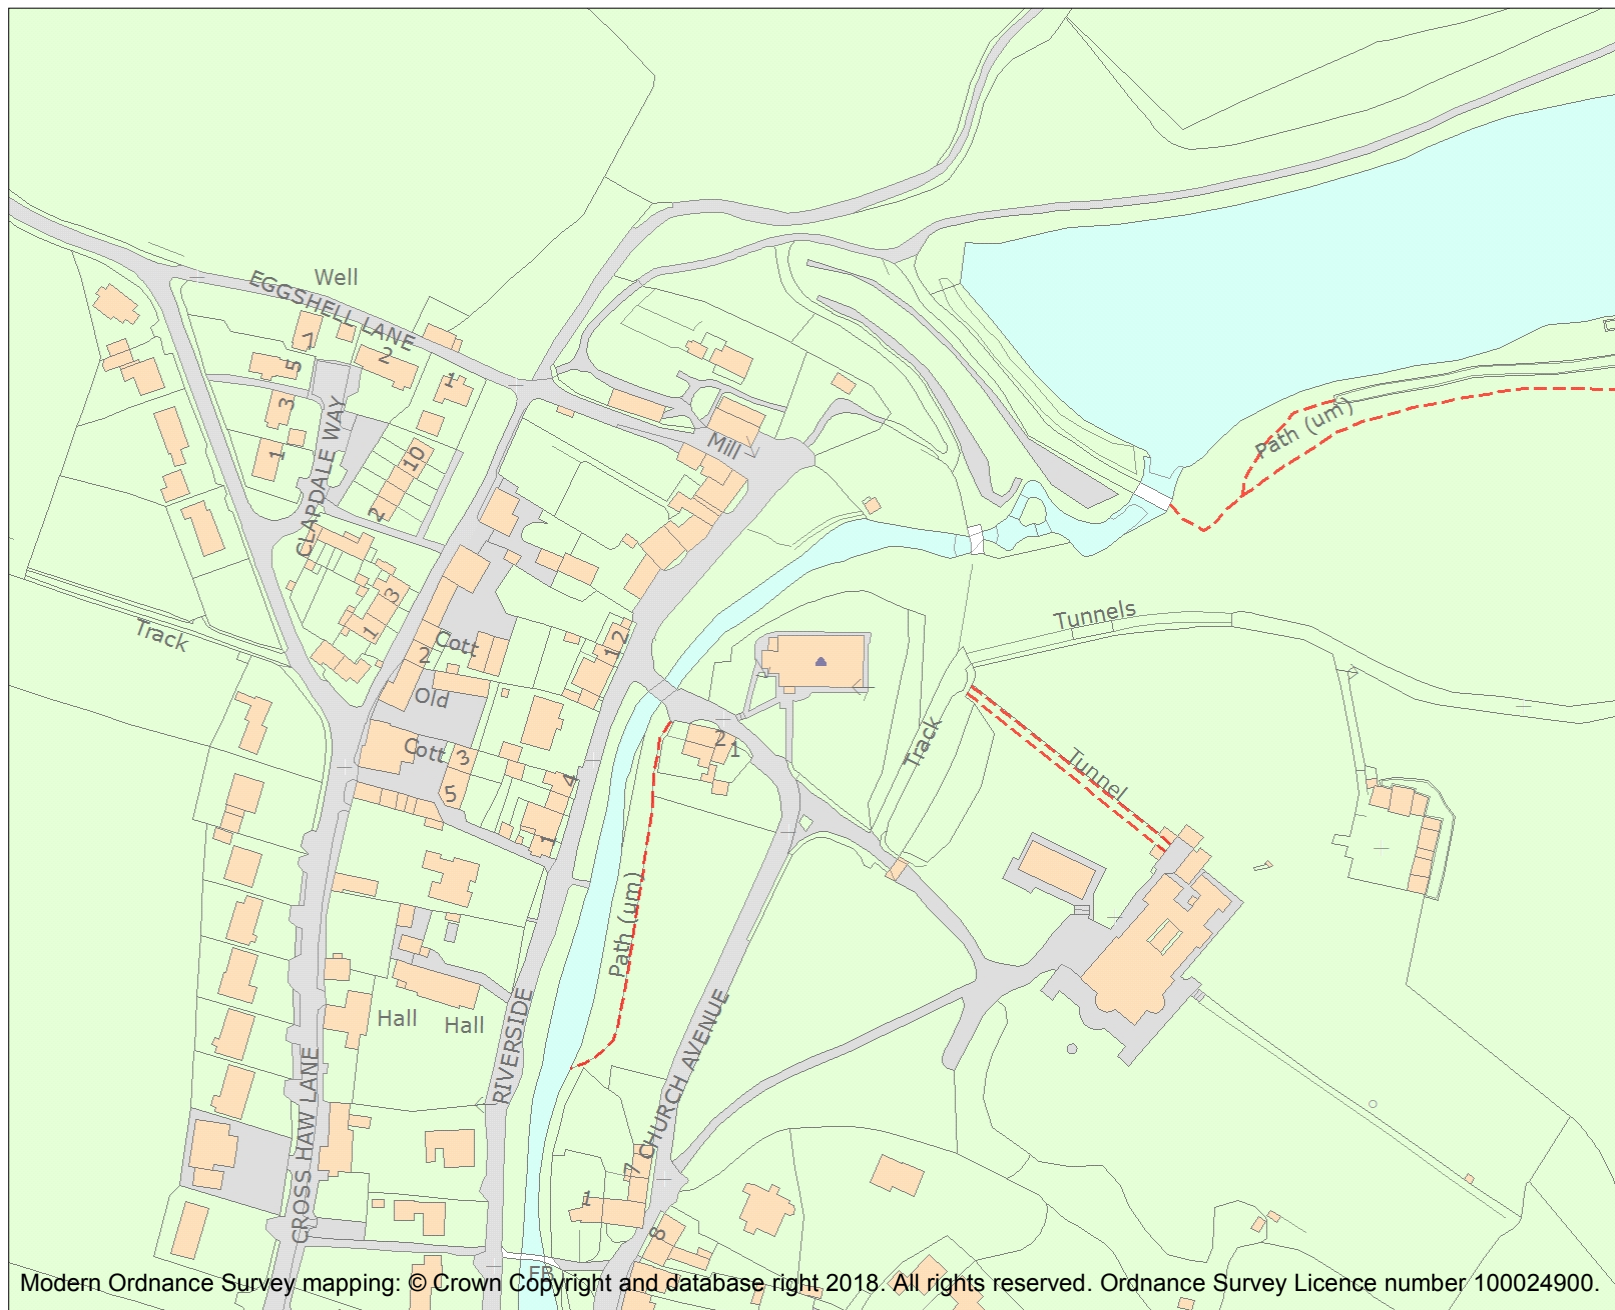 Well
EGGSHELL LANE
7
2
5
1
3
CLAPDALE WAY
1
10
Mill
2
Path (um)
3
Tunnels
1
Track
12
Cott
2
Old
2
1
Track
Cott
3
Tunnel
4
5
1
Path (um)
Hall
Hall
RIVERSIDE
CHURCH AVENUE
CROSS HAW LANE
7
1
8
FB
Modern Ordnance Survey mapping: © Crown Copyright and database right 2018. All rights reserved. Ordnance Survey Licence number 100024900.